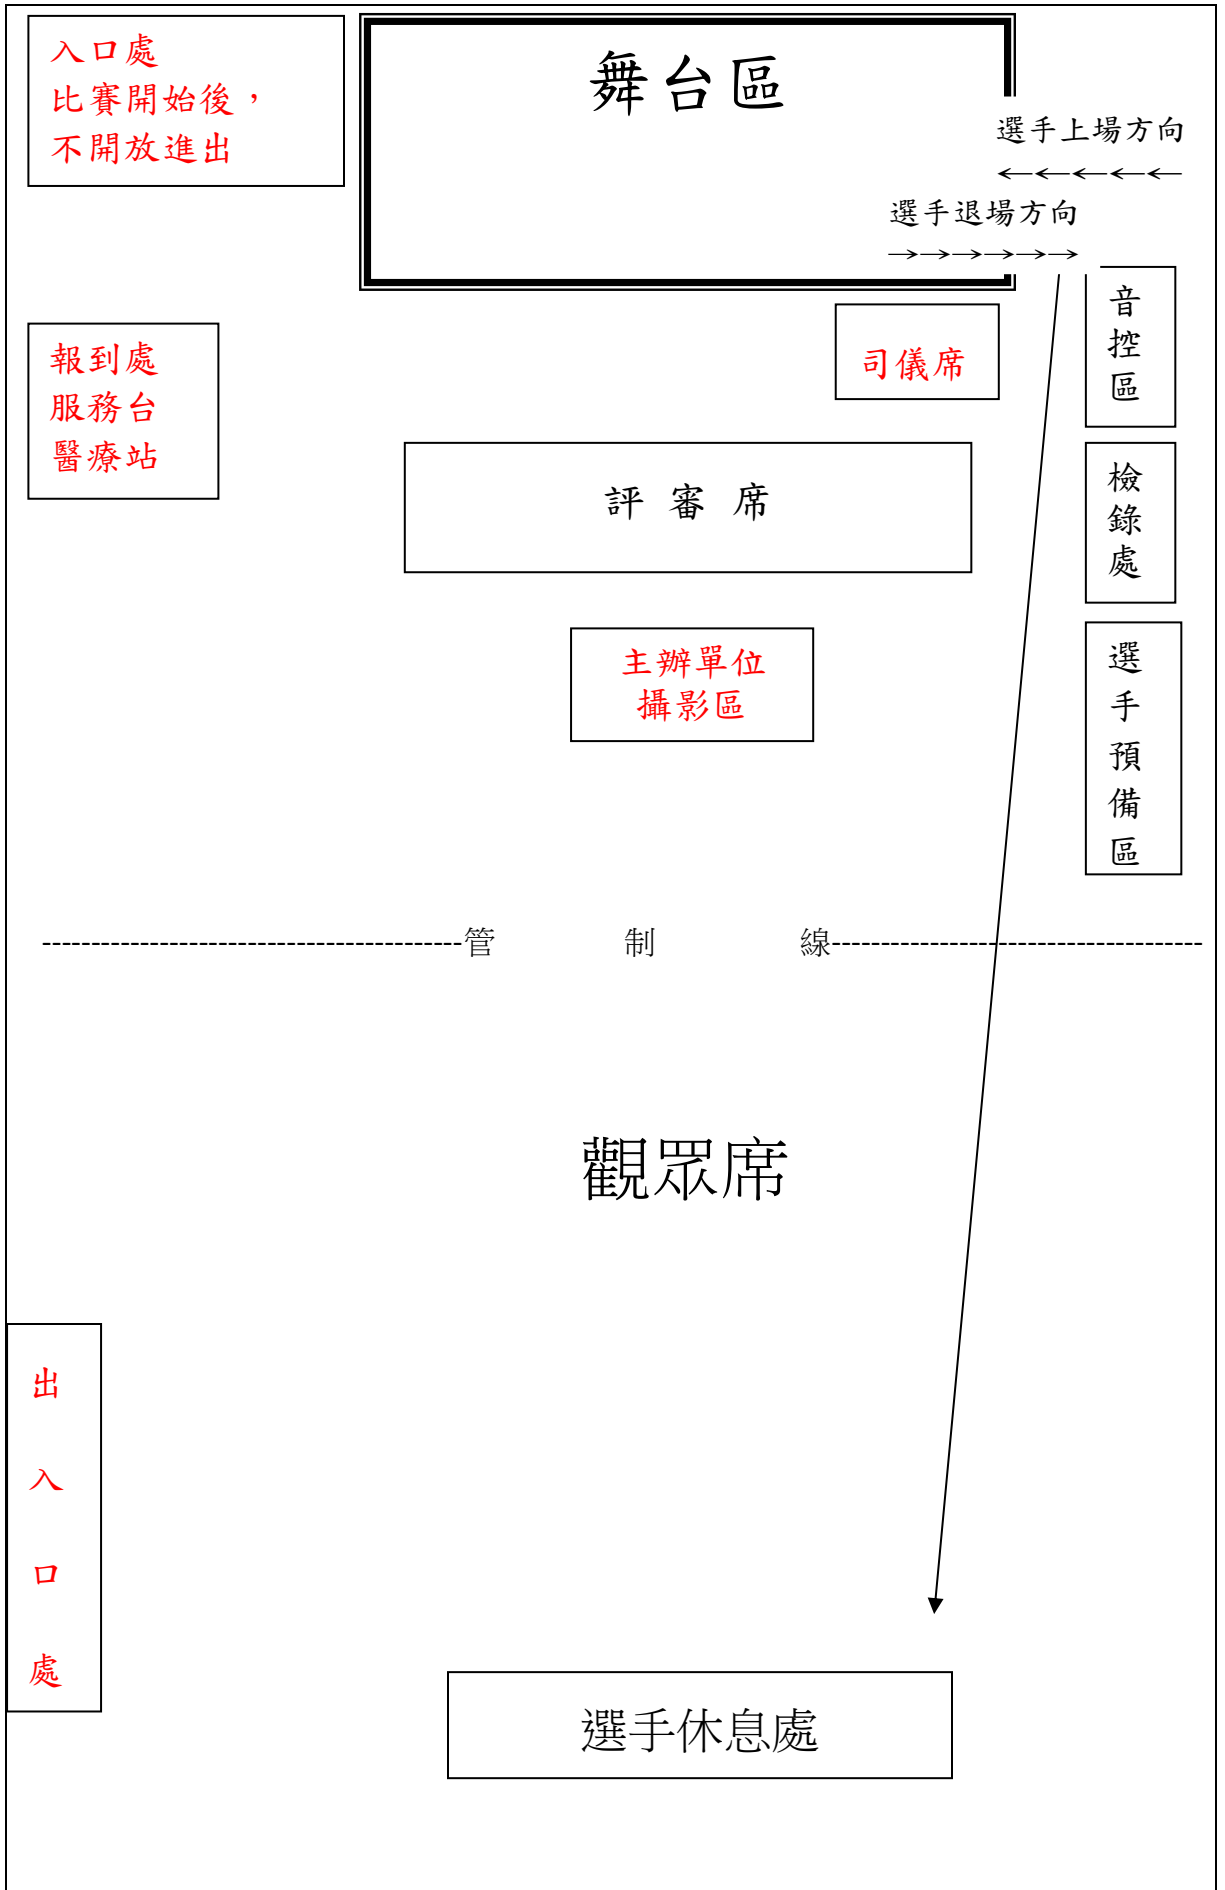 入口處
比賽開始後，
不開放進出
舞台區
選手上場方向
←←←←←
選手退場方向
→→→→→→
音控區
司儀席
報到處
服務台
醫療站
評審席
檢錄處
主辦單位
攝影區
選手預備區
管制線
觀眾席
出入口處
選手休息處